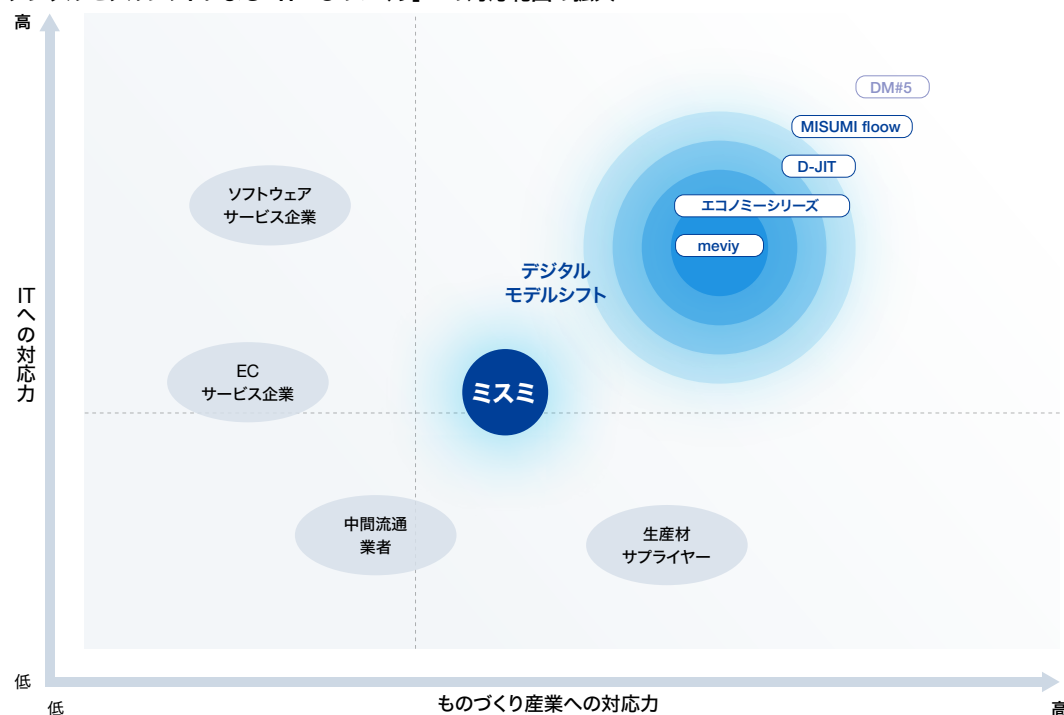 高
DM#5
MISUMI floow
D-JIT
エコノミーシリーズ
meviy
ソフトウェア
サービス企業
デジタル
モデルシフト
ITへの対応力
EC
サービス企業
ミスミ
中間流通
業者
生産材
サプライヤー
低
低
ものづくり産業への対応力
高